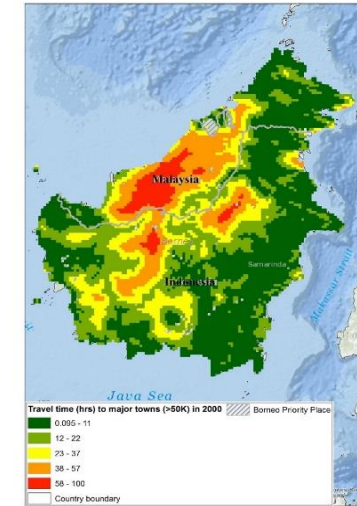 Malaysia
Samarinda
Indonesia
Makassar Strait
Java Sea
Travel time (hrs) to major towns (>50K) in 2000
Borneo Priority Place
0.095 - 11
12 - 22
23 - 37
38 - 57
58 - 100
Country boundary